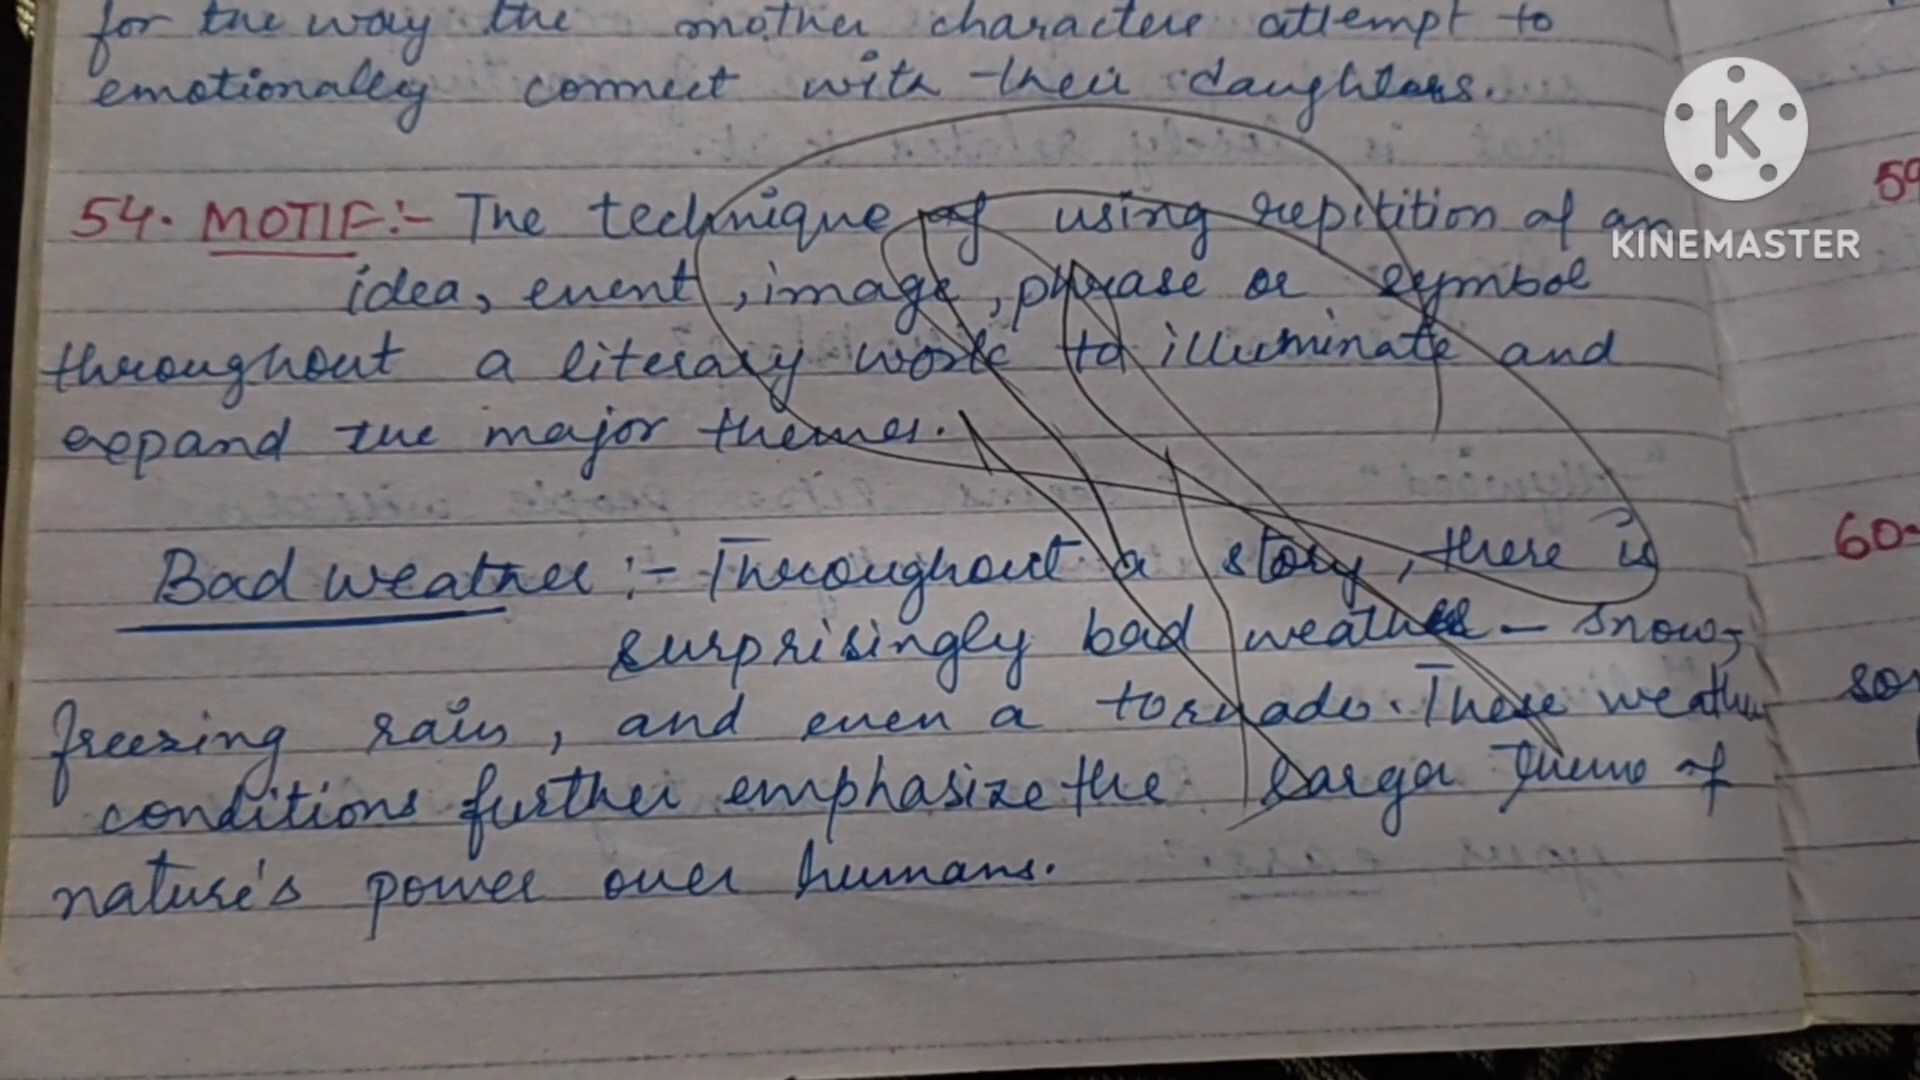 for the way the mother characters attempt to
emotionally connect with their daughters.
54. MOTIF:- The technique of using repitition of an
idea, event, image, phrase or symbol
throughout a literary work to illuminate and
expand the major themes.
Bad weather :- Throughout a story, there is
surprisingly bad weather - snow,
freezing rain, and even a tornado. These weather
conditions further emphasize the larger theme of
nature's power over humans.
59
60-
K
KINEMASTER